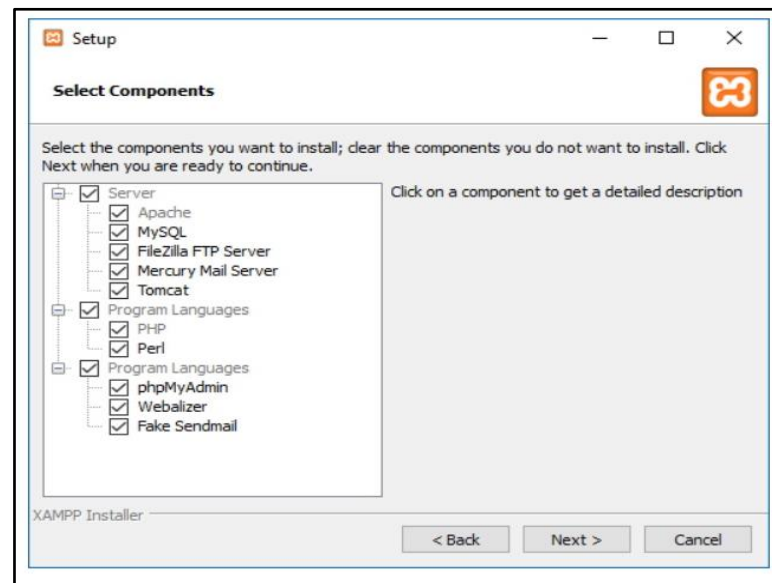 Setup
Select Components
Select the components you want to install; clear the components you do not want to install. Click
Next when you are ready to continue.
Server
Apache
MySQL
FileZilla FTP Server
Mercury Mail Server
Tomcat
Program Languages
PHP
Perl
Program Languages
phpMyAdmin
Webalizer
Fake Sendmail
Click on a component to get a detailed description
XAMPP Installer
< Back
Next >
Cancel